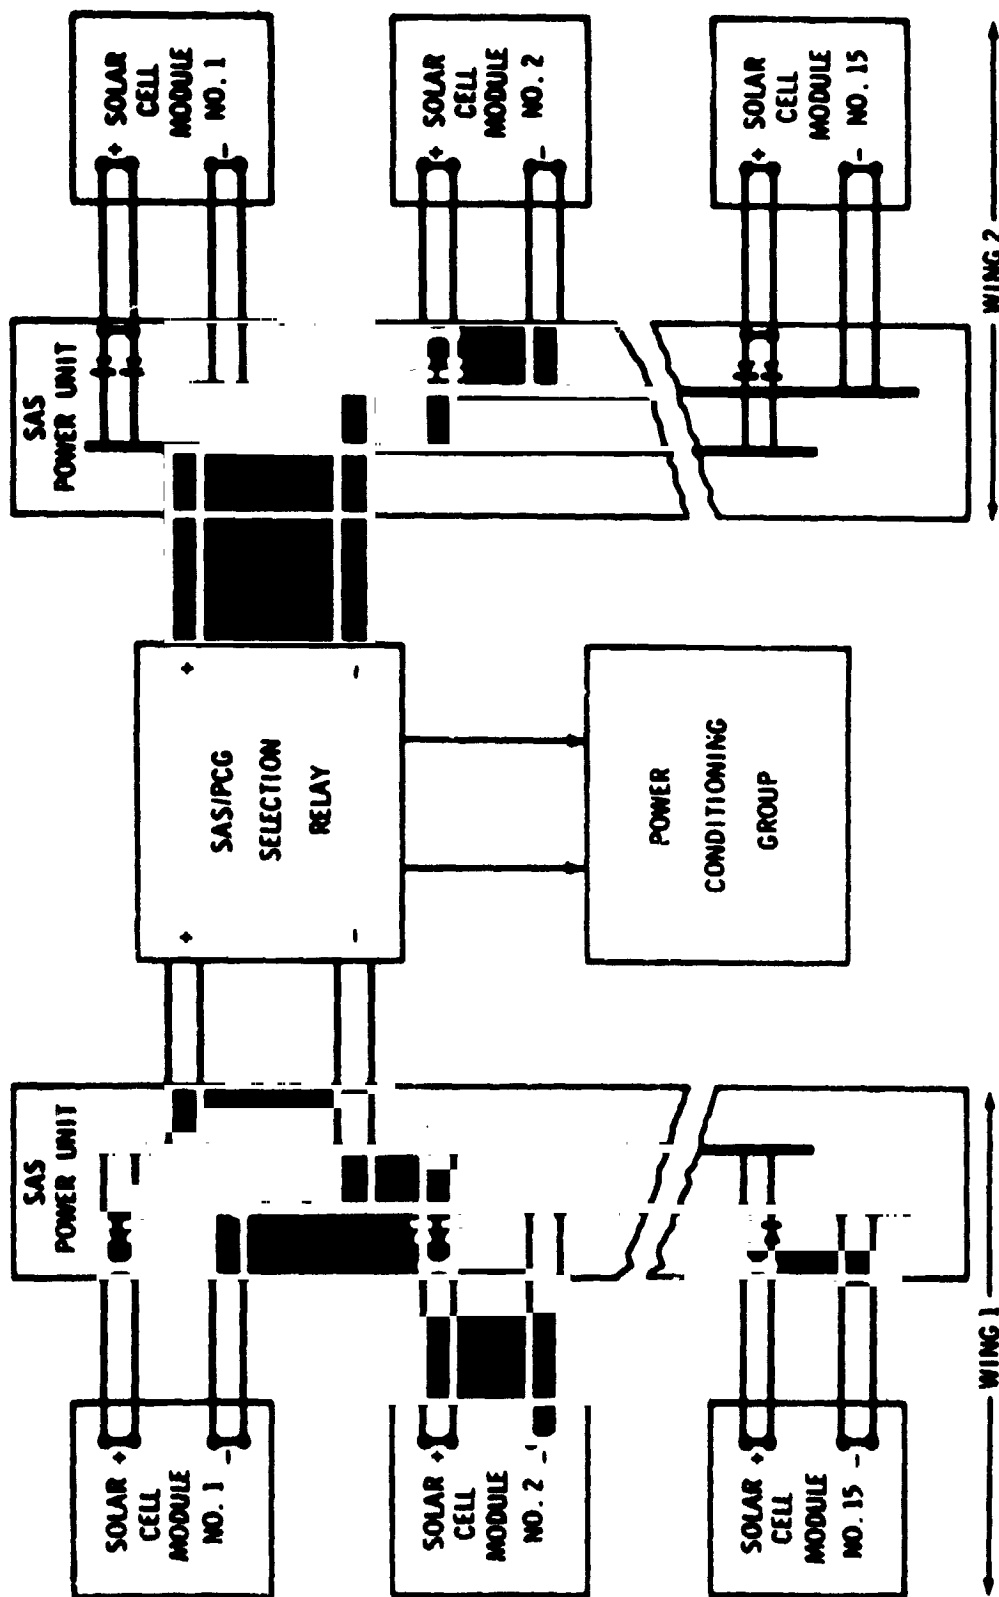 SOLAR +
CELL
MODULE
NO. 1 -
SOLAR +
CELL
MODULE
NO. 2 -
SOLAR +
CELL
MODULE
NO. 15 -
WING 1
SAS
POWER UNIT
+ +
- -
SAS/PCG
SELECTION
RELAY
POWER
CONDITIONING
GROUP
SAS
POWER UNIT
+ SOLAR
CELL
MODULE
- NO. 1
+ SOLAR
CELL
MODULE
- NO. 2
+ SOLAR
CELL
MODULE
- NO. 15
WING 2